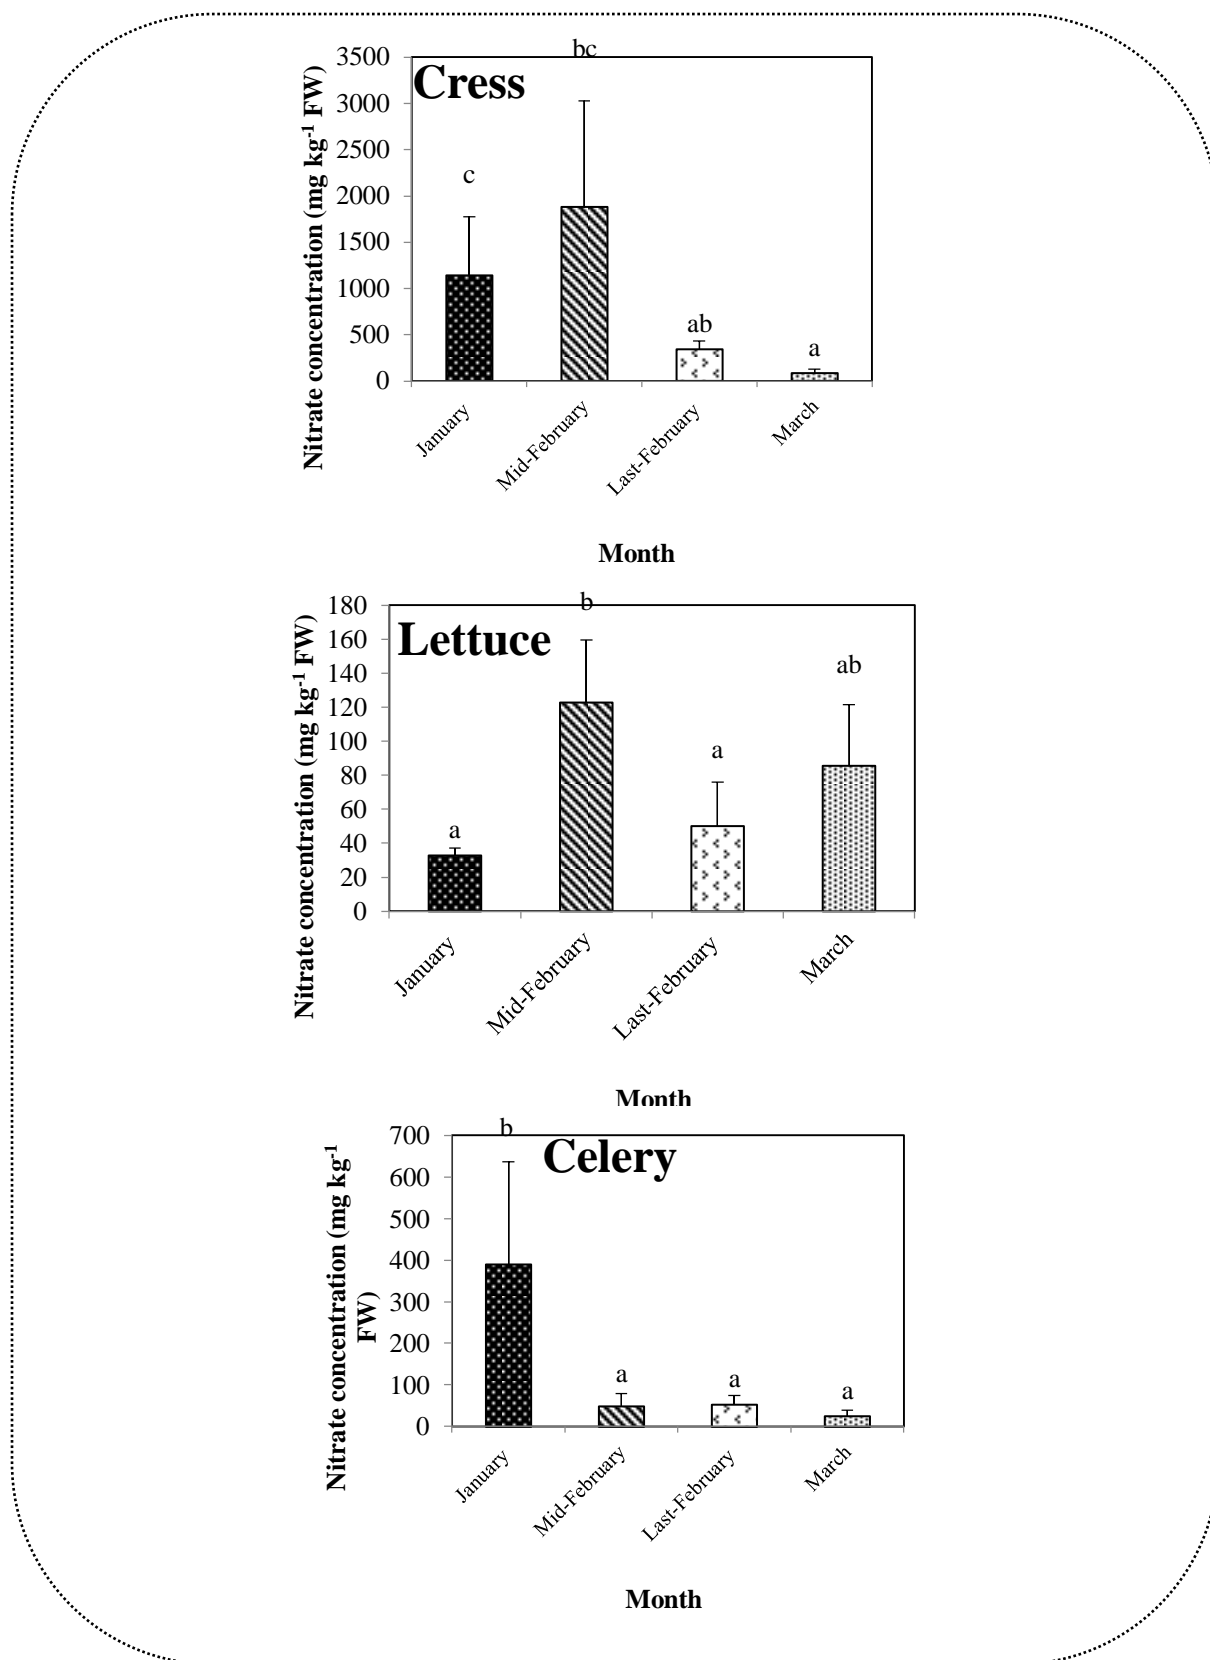 bc
3500
Cress
3000
2500
c
2000
1500
1000
ab
500
a
0
Nitrate concentration (mg kg-1 FW)
January
Mid-February
Last-February
March
Month
b
180
Lettuce
160
ab
140
120
100
a
80
60
a
40
20
0
Nitrate concentration (mg kg-1 FW)
January
Mid-February
Last-February
March
Month
b
700
Celery
600
500
400
300
200
a
a
a
100
0
Nitrate concentration (mg kg-1
FW)
January
Mid-February
Last-February
March
Month